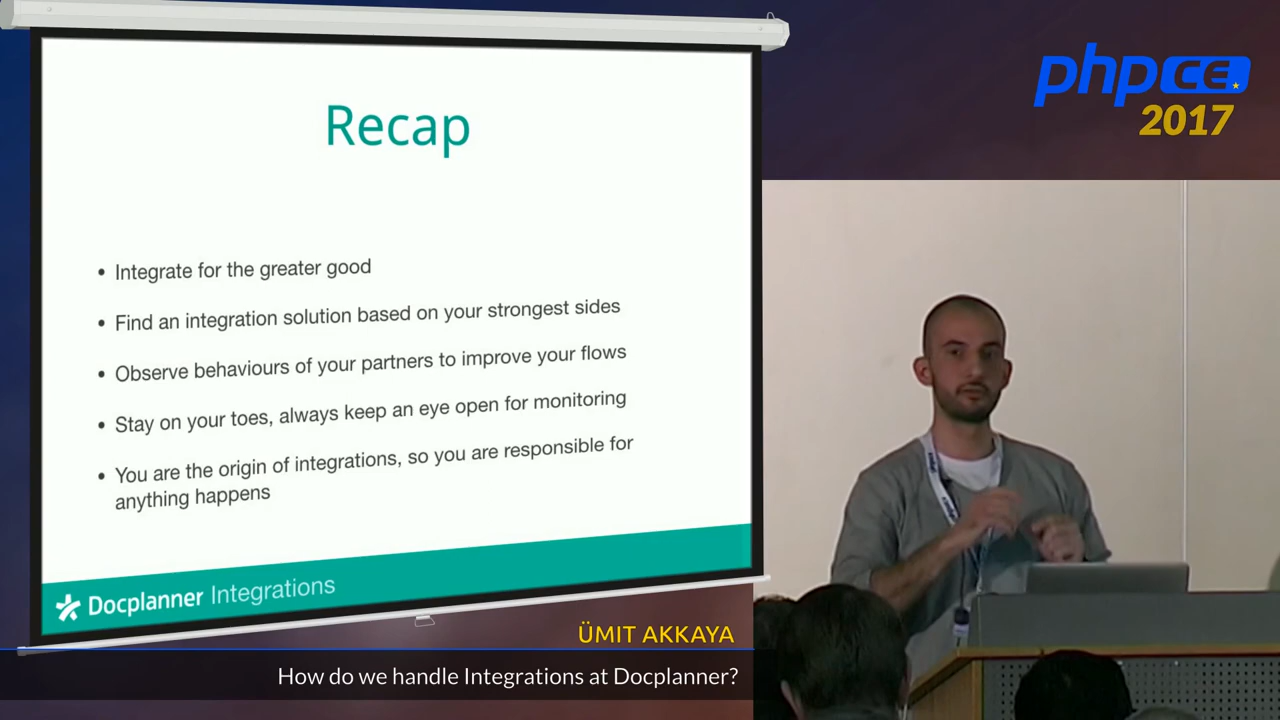 Recap
• Integrate for the greater good
• Find an integration solution based on your strongest sides
• Observe behaviours of your partners to improve your flows
• Stay on your toes, always keep an eye open for monitoring
• You are the origin of integrations, so you are responsible for
anything happens
Docplanner Integrations
phpCE
2017
ÜMIT AKKAYA
How do we handle Integrations at Docplanner?